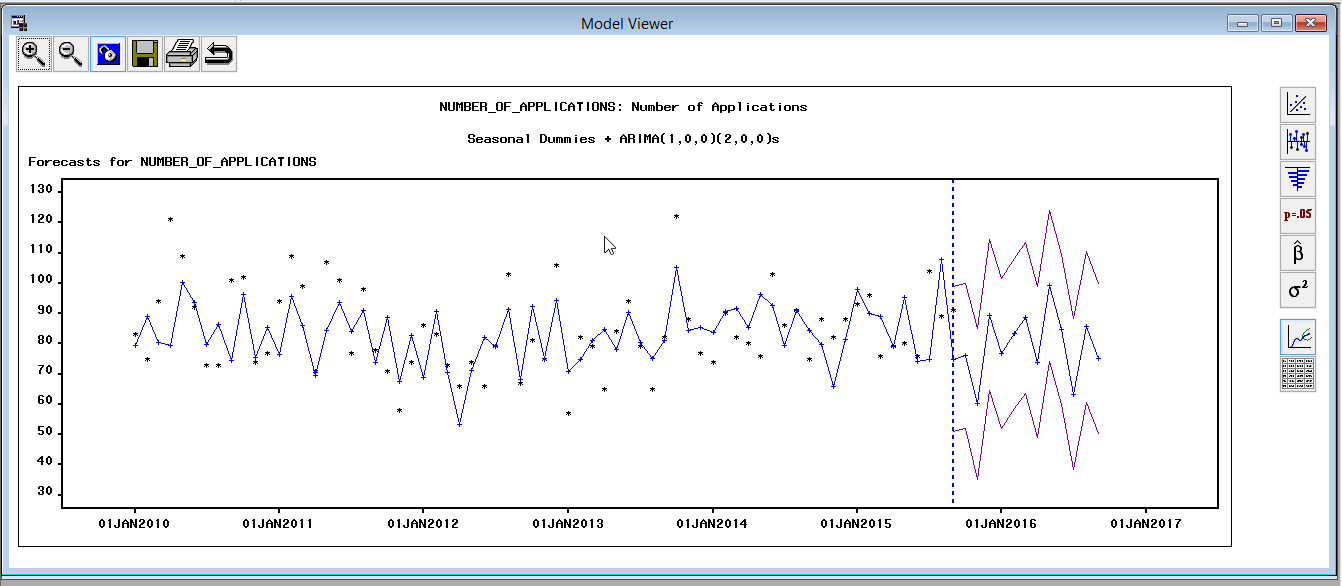 Model Viewer
NUMBER_OF_APPLICATIONS: Number of Applications
Seasonal Dummies + ARIMA(1,0,0)(2,0,0)s
Forecasts for NUMBER_OF_APPLICATIONS
130
120
110
100
90
80
70
60
50
40
30
01JAN2010 01JAN2011 01JAN2012 01JAN2013 01JAN2014 01JAN2015 01JAN2016 01JAN2017
p=.05
β̂
σ²